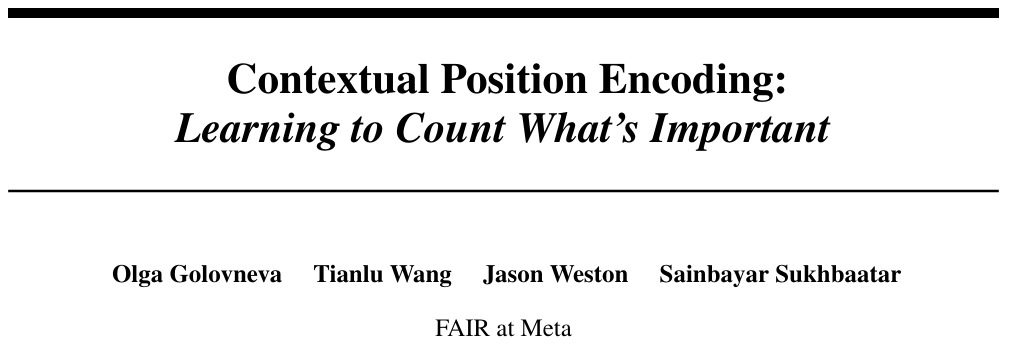 Contextual Position Encoding:
Learning to Count What's Important
Olga Golovneva Tianlu Wang Jason Weston Sainbayar Sukhbaatar
FAIR at Meta